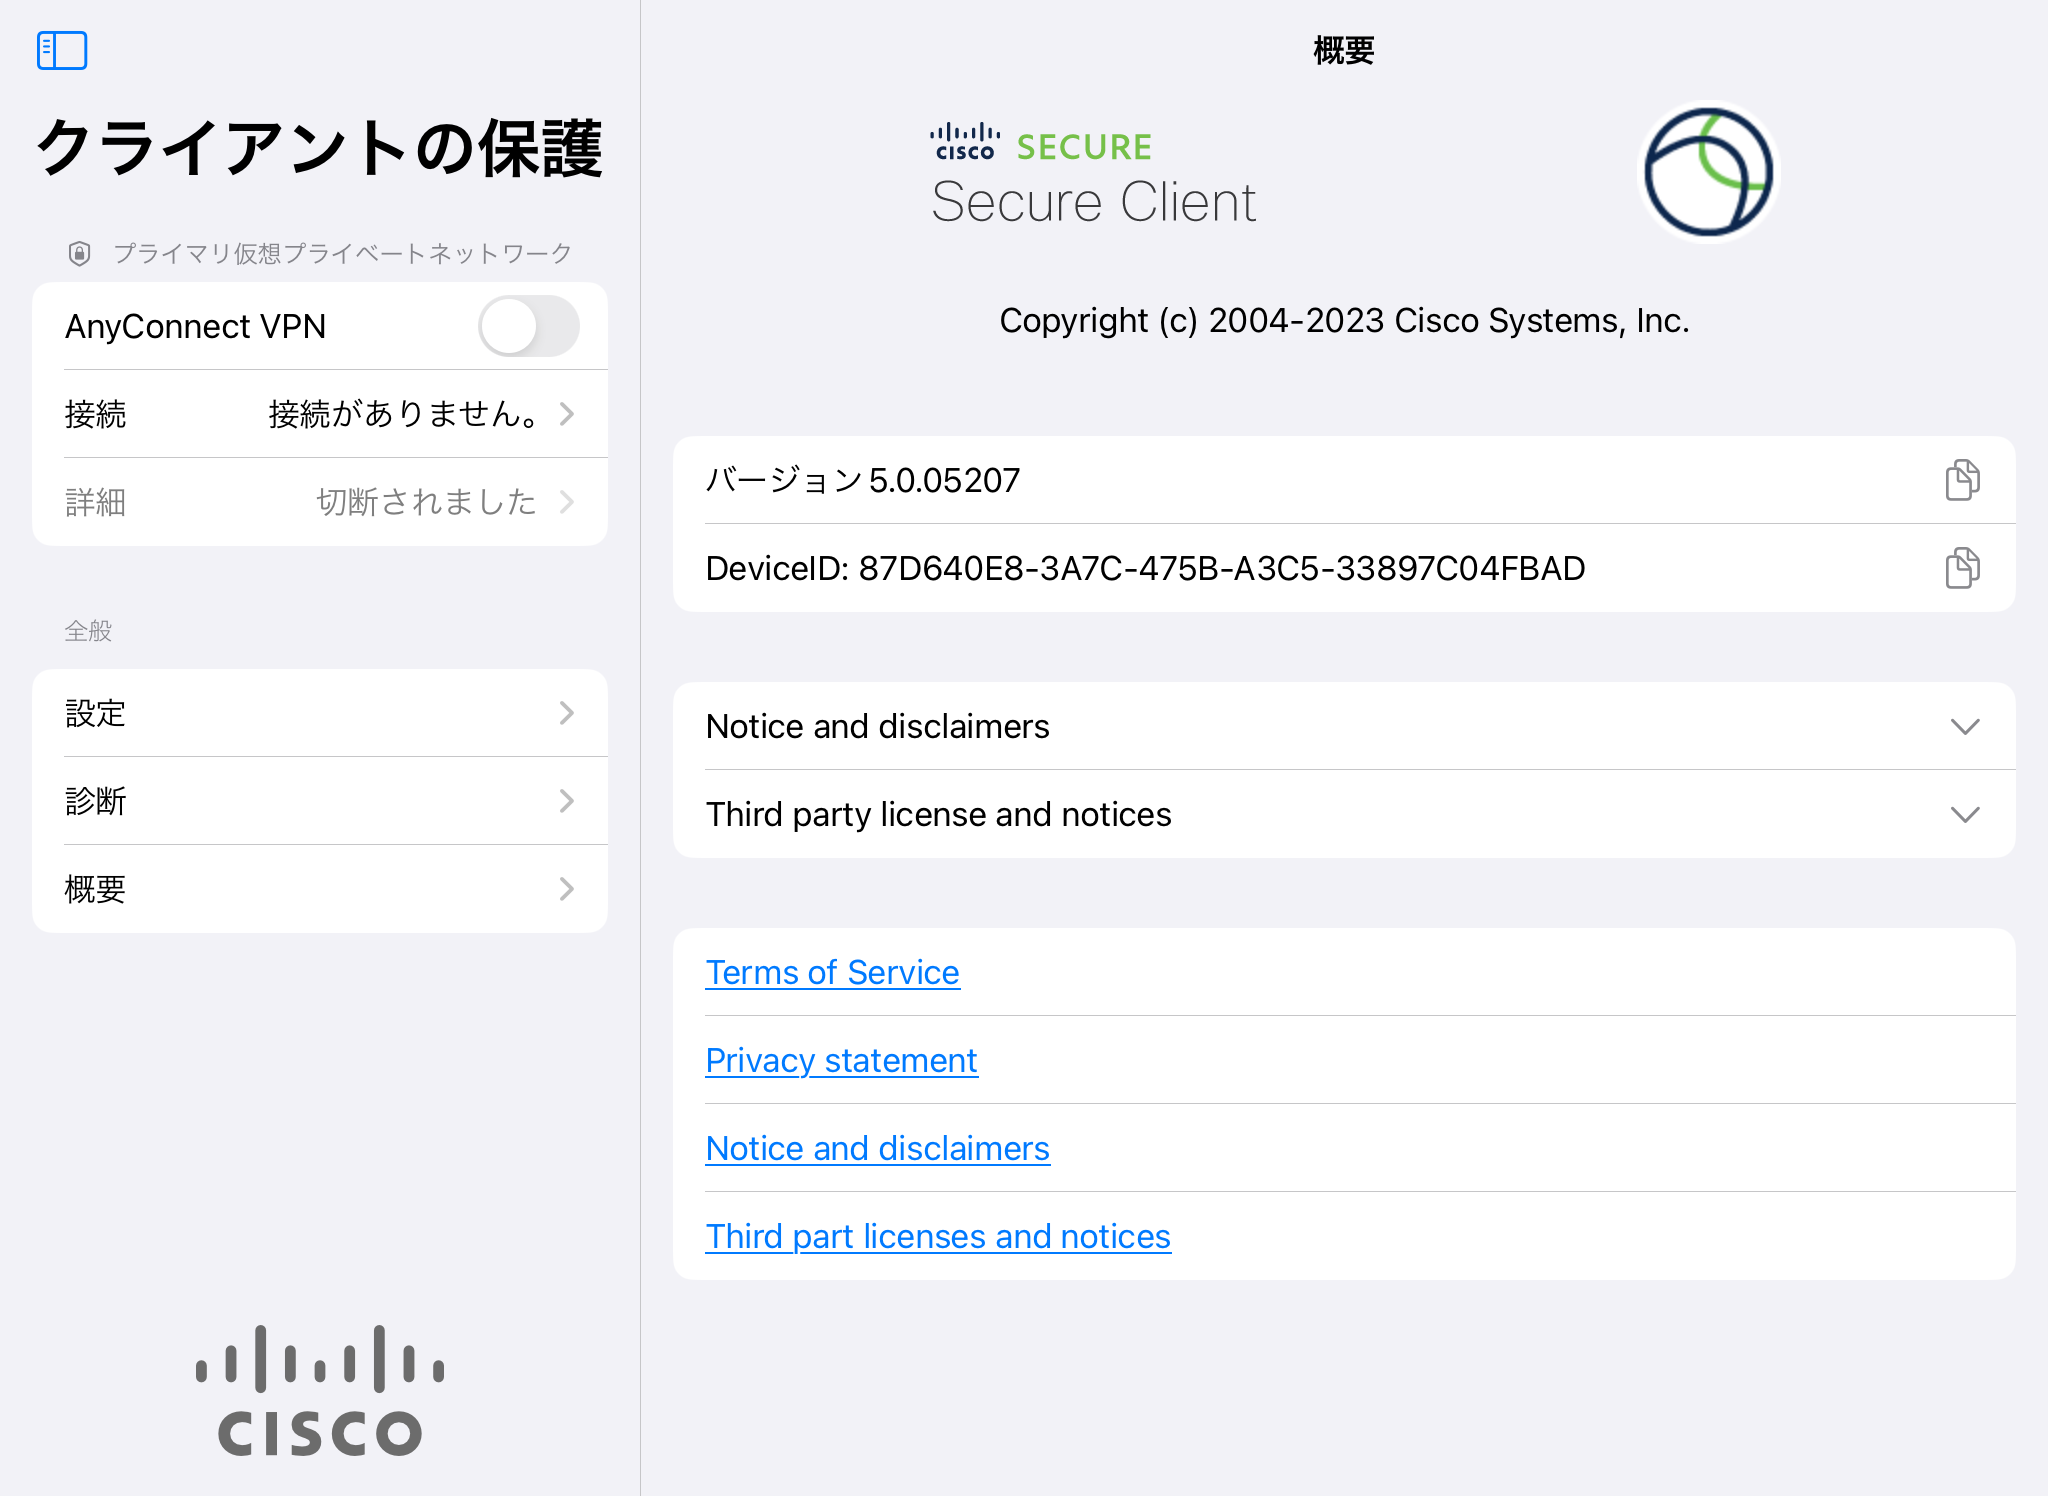 クライアントの保護
プライマリ仮想プライベートネットワーク
AnyConnect VPN
接続 接続がありません。
詳細 切断されました
全般
設定
診断
概要
CISCO
概要
CISCO SECURE
Secure Client
Copyright (c) 2004-2023 Cisco Systems, Inc.
バージョン 5.0.05207
DeviceID: 87D640E8-3A7C-475B-A3C5-33897C04FBAD
Notice and disclaimers
Third party license and notices
Terms of Service
Privacy statement
Notice and disclaimers
Third part licenses and notices